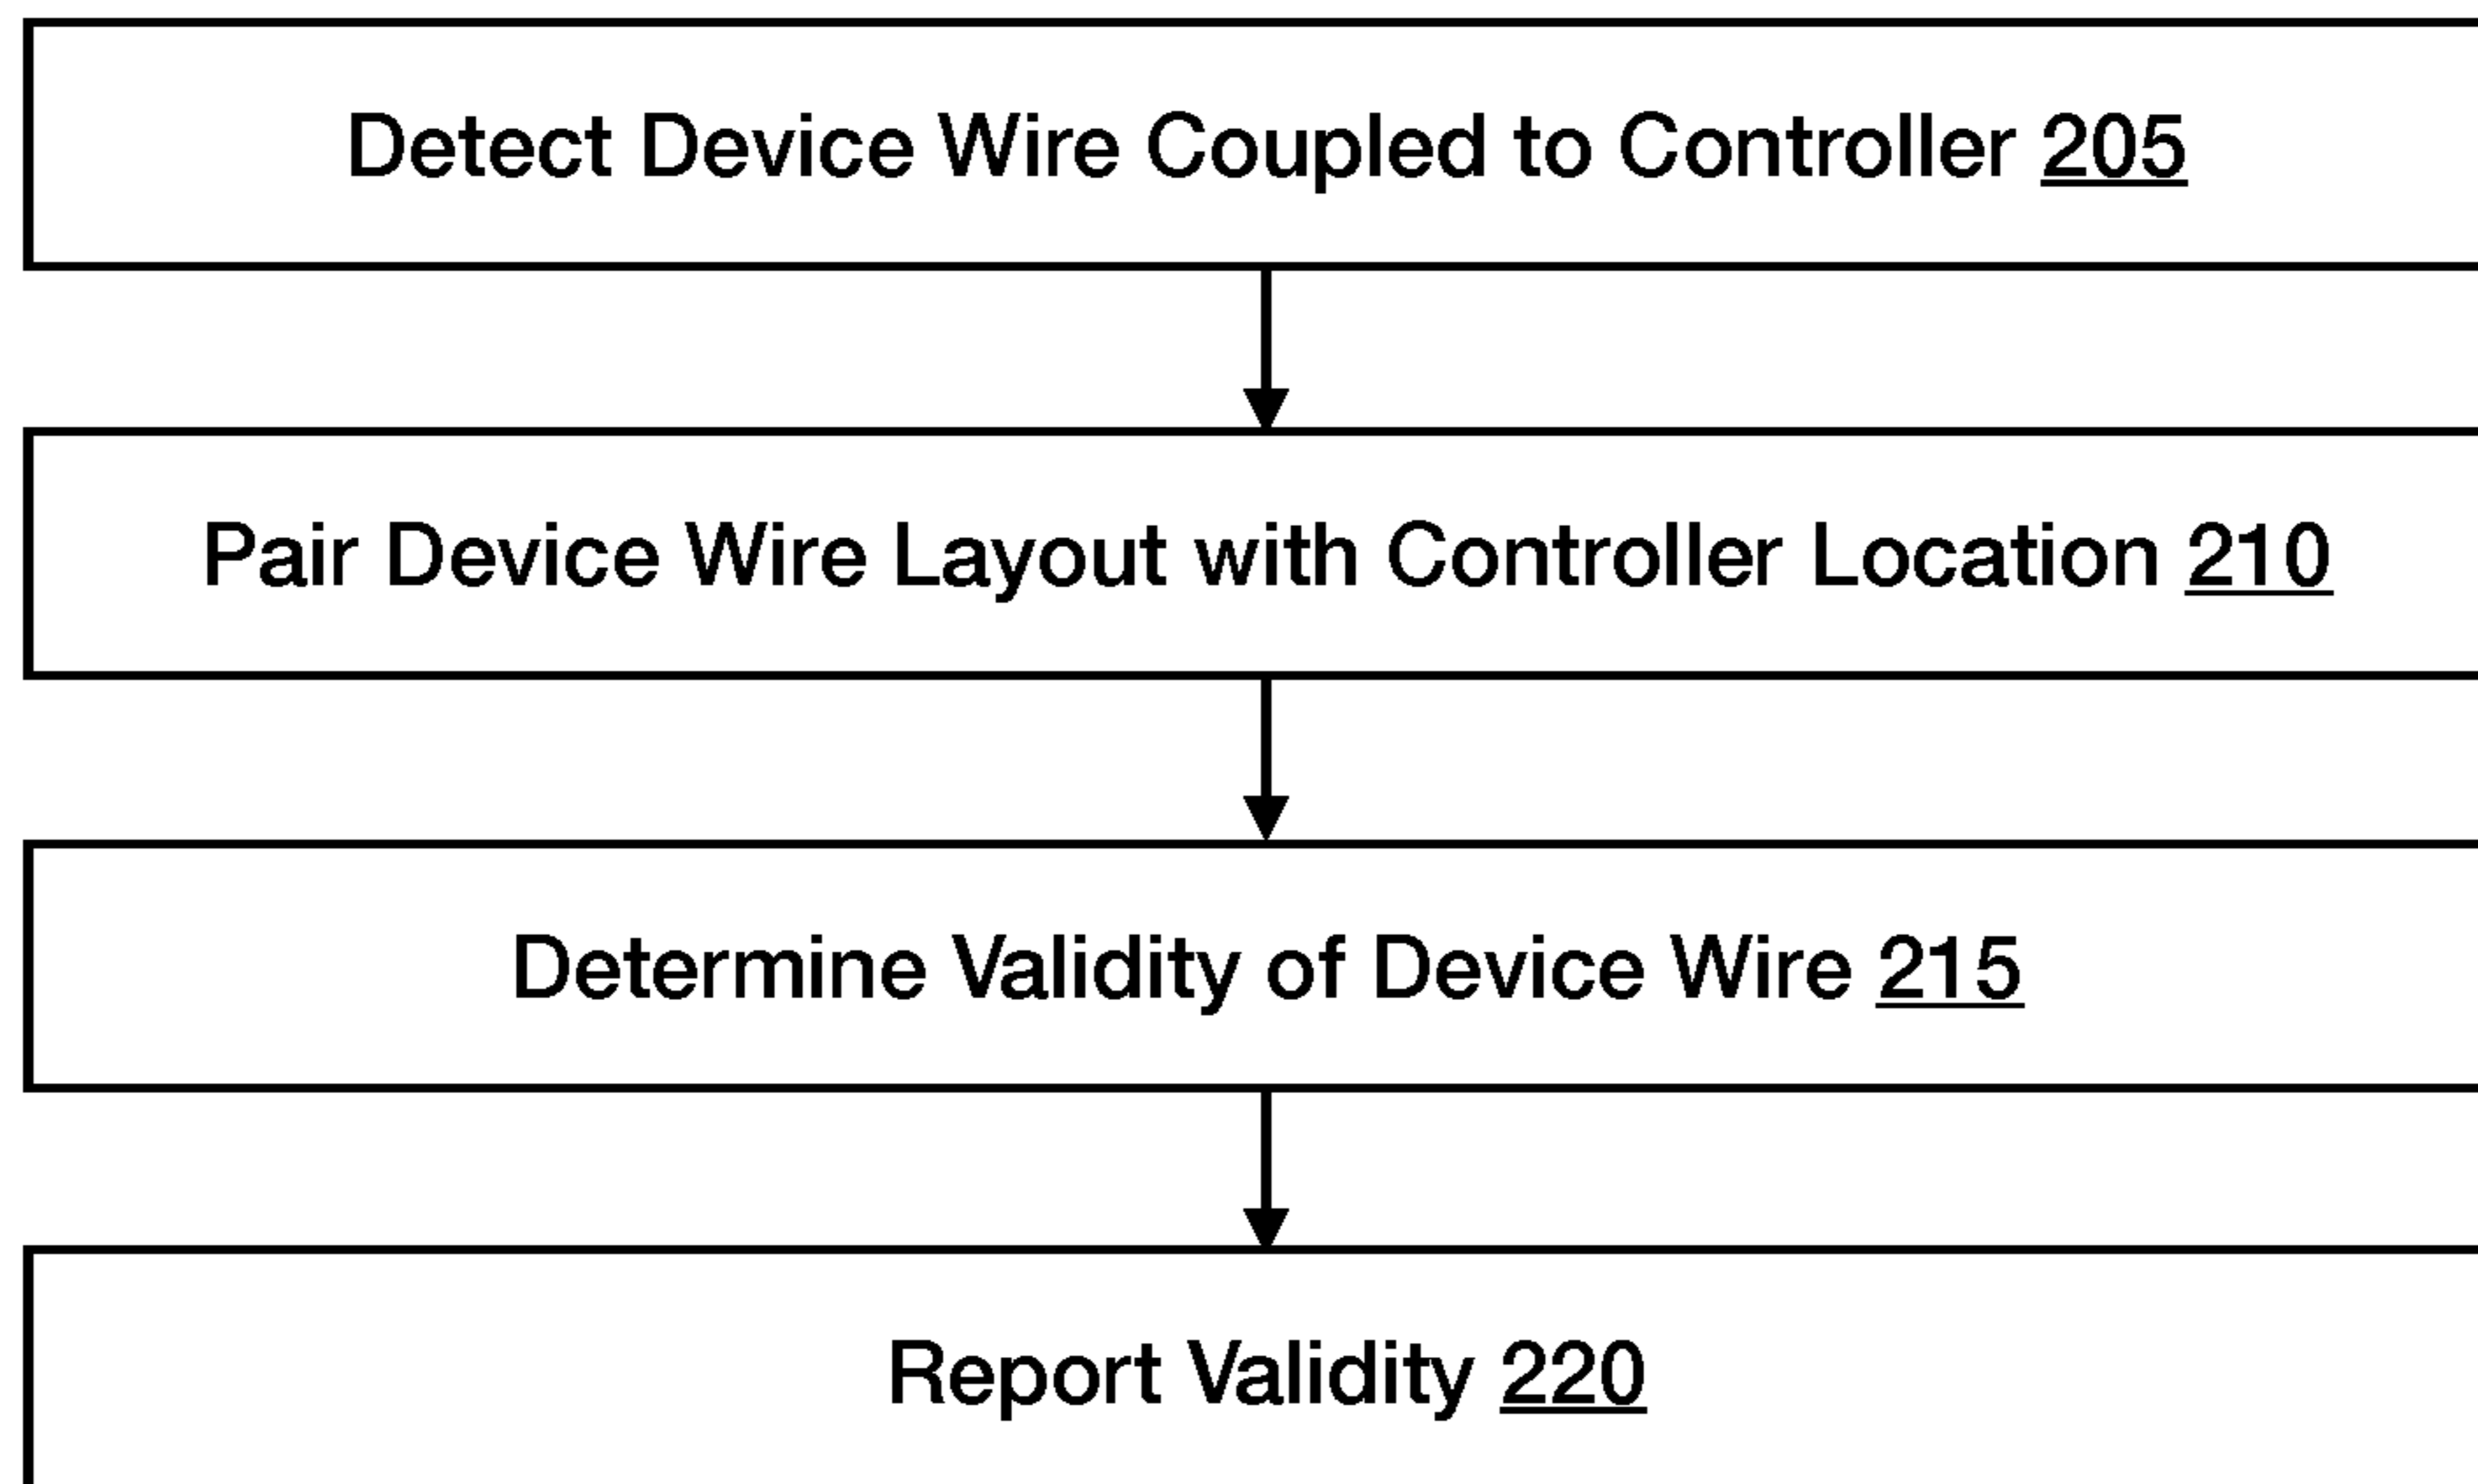 Detect Device Wire Coupled to Controller 205
Pair Device Wire Layout with Controller Location 210
Determine Validity of Device Wire 215
Report Validity 220